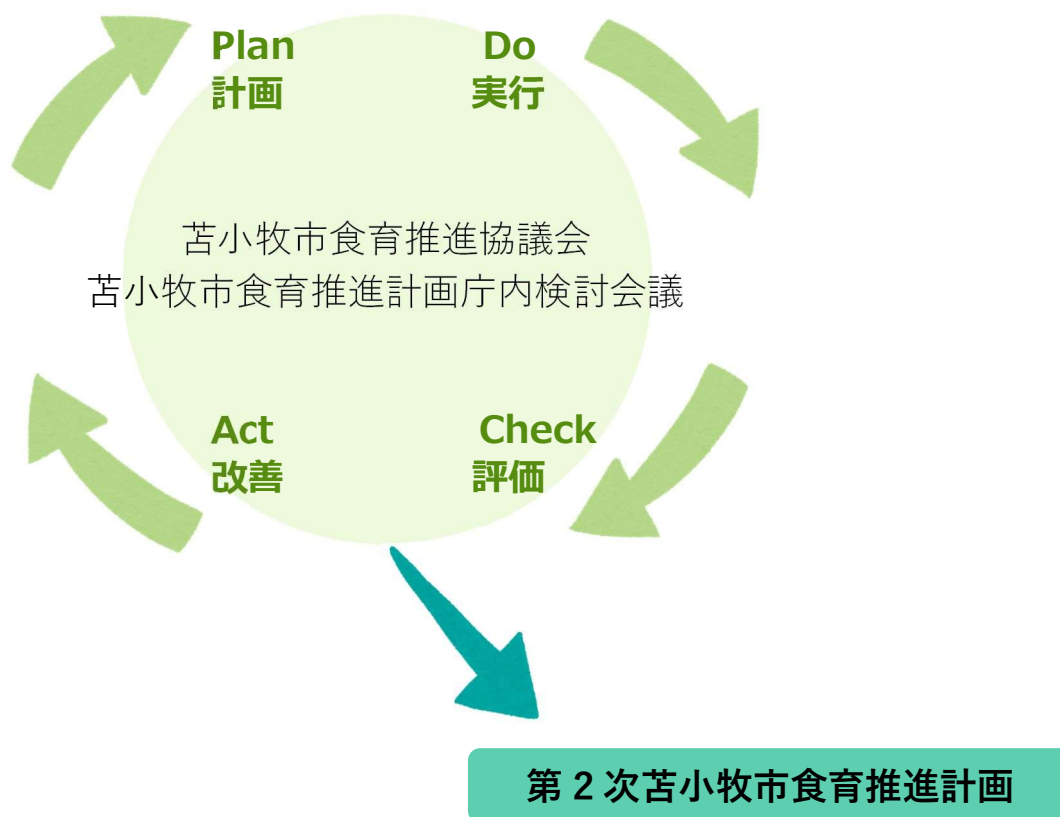 Plan
計画
Do
実行
苫小牧市食育推進協議会
苫小牧市食育推進計画庁内検討会議
Act
改善
Check
評価
第２次苫小牧市食育推進計画